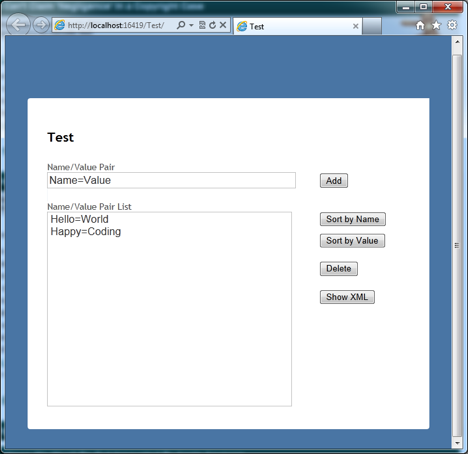 http://localhost:16419/Test/
Test
Test
Name/Value Pair
Name=Value
Add
Name/Value Pair List
Hello=World
Happy=Coding
Sort by Name
Sort by Value
Delete
Show XML